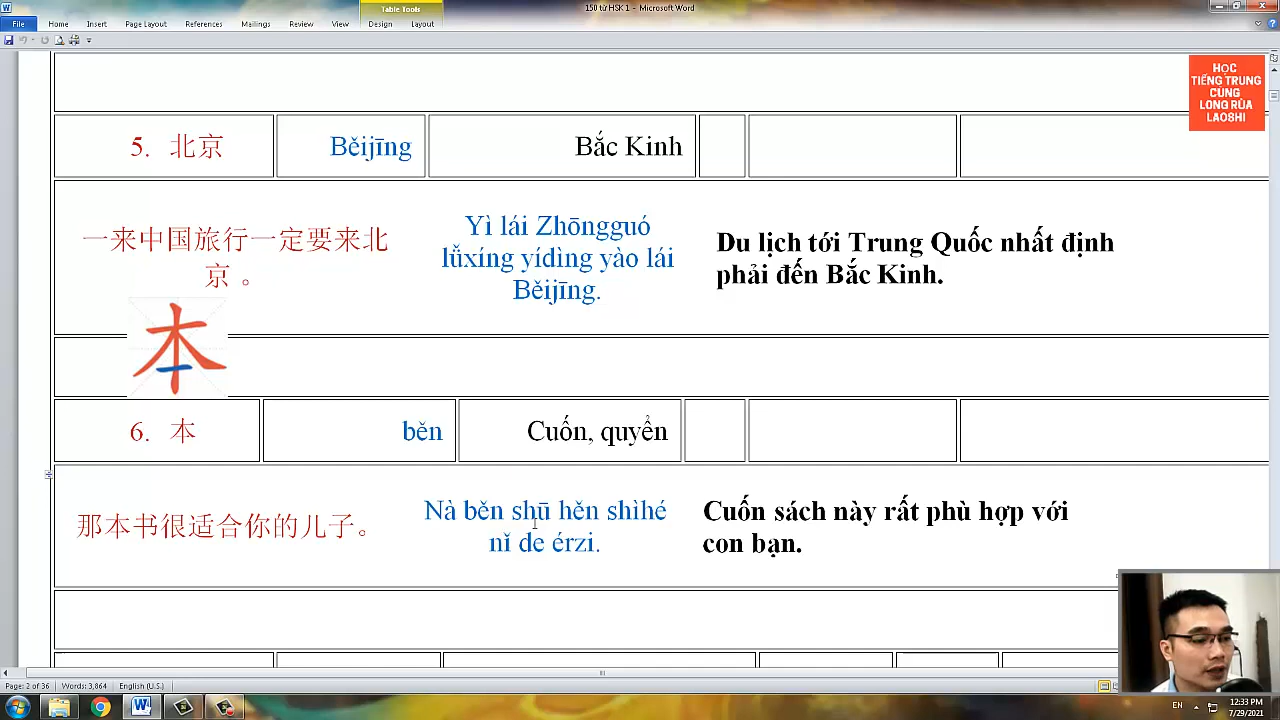 Table Tools
150 từ HSK 1 - Microsoft Word
File
Home
Insert
Page Layout
References
Mailings
Review
View
Design
Layout
HỌC
TIẾNG TRUNG
CÙNG
LONG RÙA
LAOSHI
5. 北京
Běijīng
Bắc Kinh
一来中国旅行一定要来北
京 。
Yì lái Zhōngguó
lǚxíng yídìng yào lái
Běijīng.
Du lịch tới Trung Quốc nhất định
phải đến Bắc Kinh.
本
6. 本
běn
Cuốn, quyển
那本书很适合你的儿子。
Nà běn shū hěn shìhé
nǐ de érzi.
Cuốn sách này rất phù hợp với
con bạn.
Page: 2 of 36
Words: 3,864
English (U.S.)
EN
12:33 PM
7/29/2021